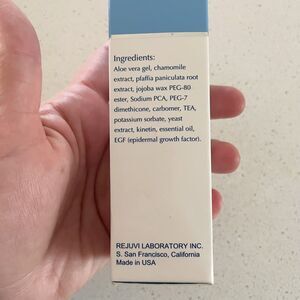 Ingredients:
Aloe vera gel, chamomile
extract, pfaffia paniculata root
extract, jojoba wax PEG-80
ester, Sodium PCA, PEG-7
dimethicone, carbomer, TEA,
potassium sorbate, yeast
extract, kinetin, essential oil,
EGF (epidermal growth factor).
REJUVI LABORATORY INC.
S. San Francisco, California
Made in USA